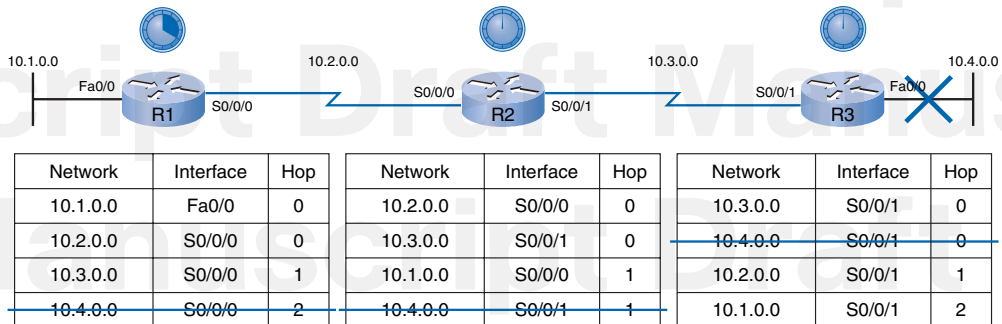 10.1.0.0 10.2.0.0 10.3.0.0 10.4.0.0
Fa0/0 S0/0/0 S0/0/0 S0/0/1 S0/0/1 Fa0/0
R1 R2 R3
Network Interface Hop Network Interface Hop Network Interface Hop
10.1.0.0 Fa0/0 0 10.2.0.0 S0/0/0 0 10.3.0.0 S0/0/1 0
10.2.0.0 S0/0/0 0 10.3.0.0 S0/0/1 0 10.4.0.0 S0/0/1 0
10.3.0.0 S0/0/0 1 10.1.0.0 S0/0/0 1 10.2.0.0 S0/0/1 1
10.4.0.0 S0/0/0 2 10.4.0.0 S0/0/1 1 10.1.0.0 S0/0/1 2
cript Draft Manus
Manuscript Draft